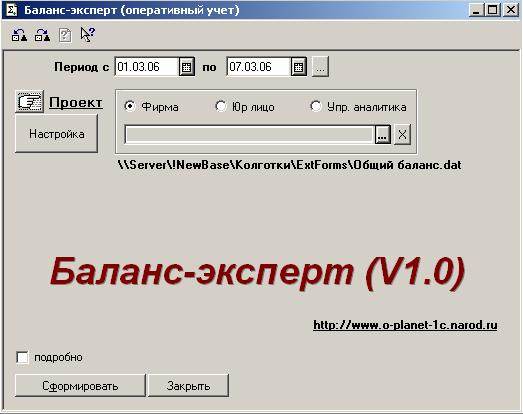 Баланс-эксперт (оперативный учет)
Период с 01.03.06 по 07.03.06 ...
Проект
Фирма Юр лицо Упр. аналитика
Настройка
... X
\\Server\!NewBase\Колготки\ExtForms\Общий баланс.dat
Баланс-эксперт (V1.0)
http://www.o-planet-1c.narod.ru
подробно
Сформировать Закрыть